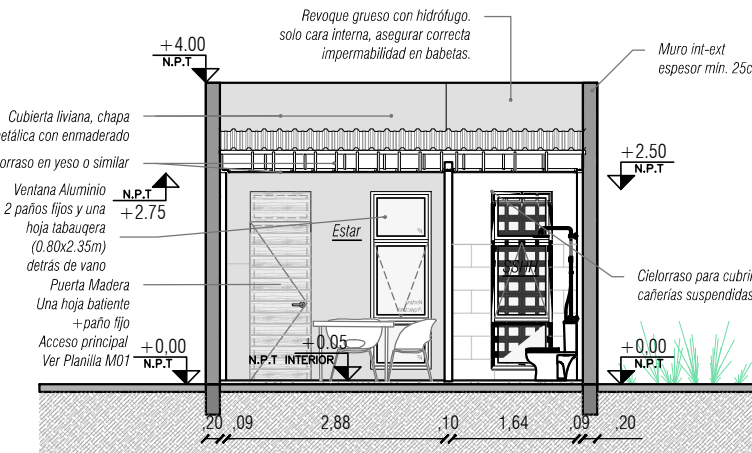 Revoque grueso con hidrófugo.
solo cara interna, asegurar correcta
impermabilidad en babetas.
Muro int-ext
espesor mín. 25c
+4.00
N.P.T
Cubierta liviana, chapa
etálica con enmaderado
orraso en yeso o similar
+2.50
N.P.T
Ventana Aluminio
2 paños fijos y una
hoja tabauqera
(0.80x2.35m)
detrás de vano
N.P.T
+2.75
Estar
SSHH
Puerta Madera
Una hoja batiente
+paño fijo
Acceso principal
Ver Planilla M01
Cielorraso para cubrir
cañerías suspendidas
+0,00
N.P.T
+0.05
N.P.T INTERIOR
+0,00
N.P.T
,20 ,09 2,88 ,10 1,64 ,09 ,20